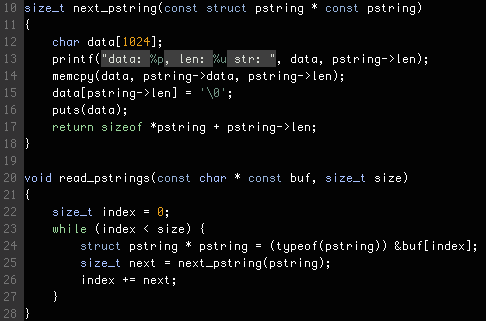 10 size_t next_pstring(const struct pstring * const pstring)
11 {
12     char data[1024];
13     printf("data: %p, len: %u str: ", data, pstring->len);
14     memcpy(data, pstring->data, pstring->len);
15     data[pstring->len] = '\0';
16     puts(data);
17     return sizeof *pstring + pstring->len;
18 }
19
20 void read_pstrings(const char * const buf, size_t size)
21 {
22     size_t index = 0;
23     while (index < size) {
24         struct pstring * pstring = (typeof(pstring)) &buf[index];
25         size_t next = next_pstring(pstring);
26         index += next;
27     }
28 }